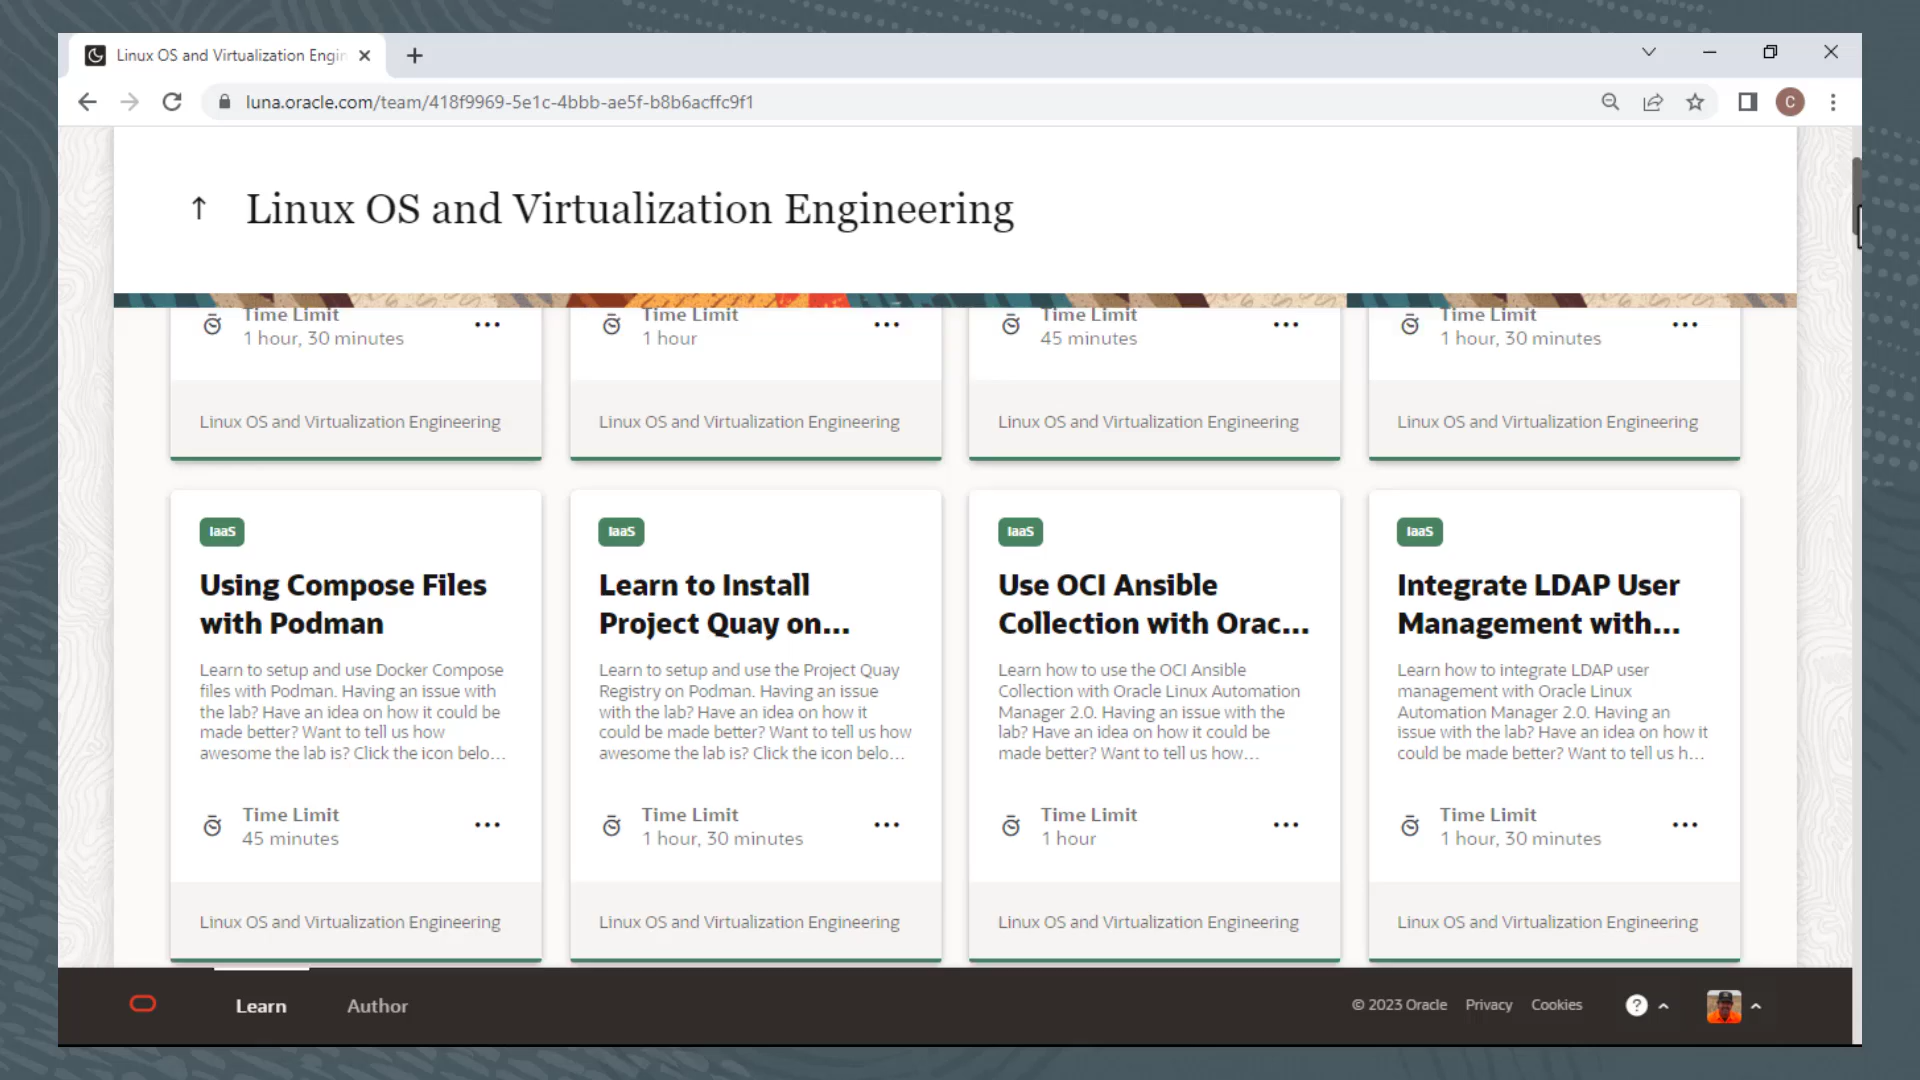 Linux OS and Virtualization Engin
luna.oracle.com/team/418f9969-5e1c-4bbb-ae5f-b8b6acffc9f1
C
Linux OS and Virtualization Engineering
Time Limit
1 hour, 30 minutes
Time Limit
1 hour
Time Limit
45 minutes
Time Limit
1 hour, 30 minutes
Linux OS and Virtualization Engineering
Linux OS and Virtualization Engineering
Linux OS and Virtualization Engineering
Linux OS and Virtualization Engineering
IaaS
Using Compose Files
with Podman
Learn to setup and use Docker Compose
files with Podman. Having an issue with
the lab? Have an idea on how it could be
made better? Want to tell us how
awesome the lab is? Click the icon belo...
Time Limit
45 minutes
Linux OS and Virtualization Engineering
IaaS
Learn to Install
Project Quay on...
Learn to setup and use the Project Quay
Registry on Podman. Having an issue
with the lab? Have an idea on how it
could be made better? Want to tell us how
awesome the lab is? Click the icon belo...
Time Limit
1 hour, 30 minutes
Linux OS and Virtualization Engineering
IaaS
Use OCI Ansible
Collection with Orac...
Learn how to use the OCI Ansible
Collection with Oracle Linux Automation
Manager 2.0. Having an issue with the
lab? Have an idea on how it could be
made better? Want to tell us how...
Time Limit
1 hour
Linux OS and Virtualization Engineering
IaaS
Integrate LDAP User
Management with...
Learn how to integrate LDAP user
management with Oracle Linux
Automation Manager 2.0. Having an
issue with the lab? Have an idea on how it
could be made better? Want to tell us h...
Time Limit
1 hour, 30 minutes
Linux OS and Virtualization Engineering
Learn
Author
© 2023 Oracle
Privacy
Cookies
?